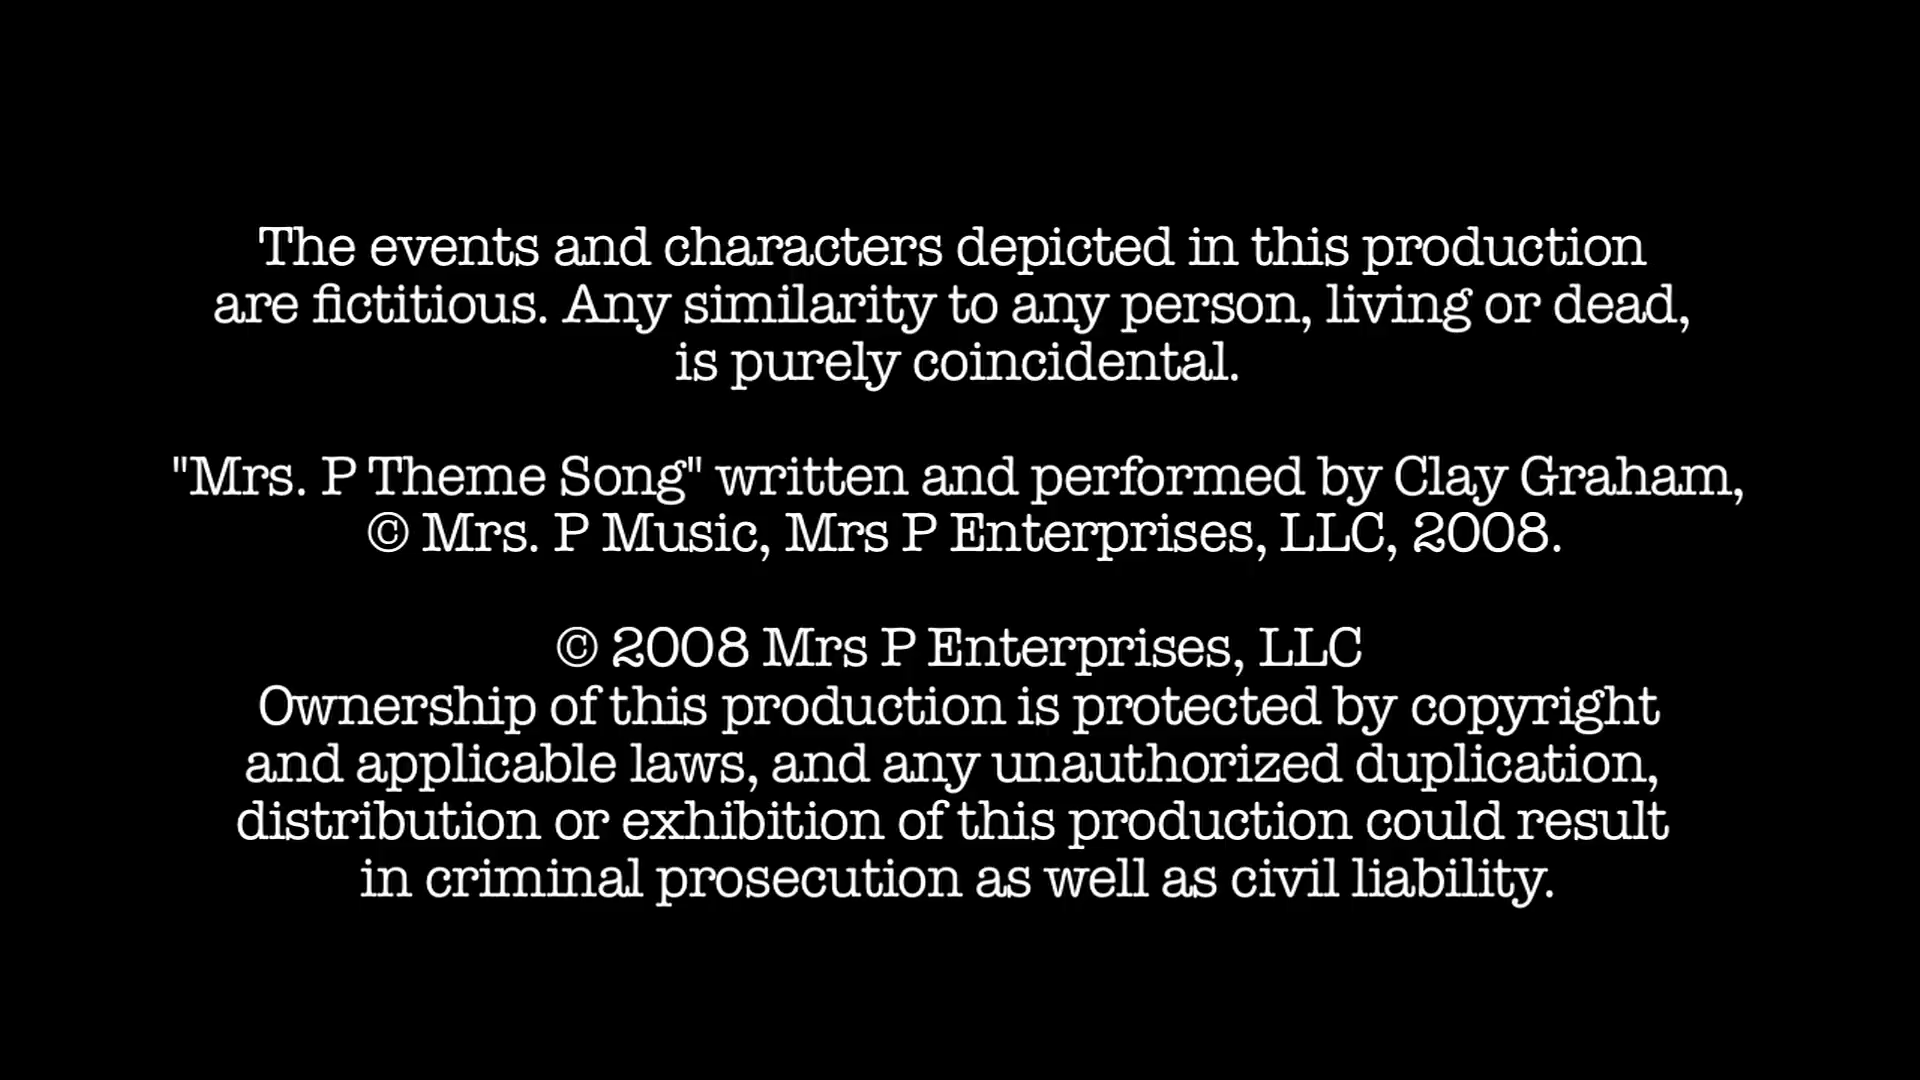 The events and characters depicted in this production
are fictitious. Any similarity to any person, living or dead,
is purely coincidental.
"Mrs. P Theme Song" written and performed by Clay Graham,
© Mrs. P Music, Mrs P Enterprises, LLC, 2008.
© 2008 Mrs P Enterprises, LLC
Ownership of this production is protected by copyright
and applicable laws, and any unauthorized duplication,
distribution or exhibition of this production could result
in criminal prosecution as well as civil liability.